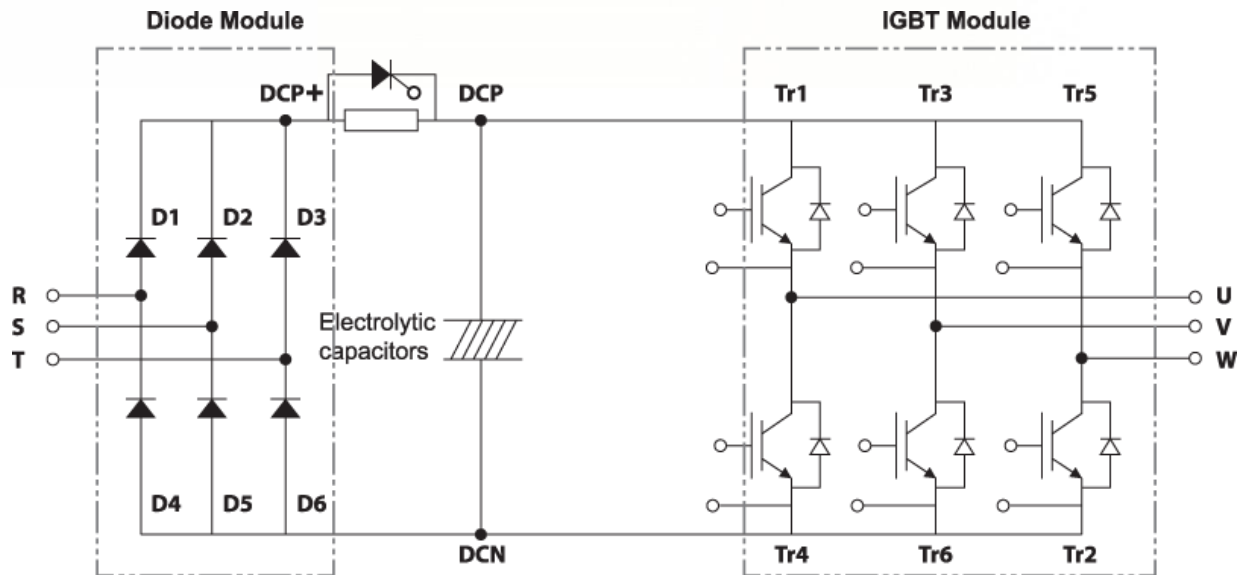 Diode Module
IGBT Module
DCP+
DCP
Tr1
Tr3
Tr5
D1
D2
D3
R
S
T
Electrolytic
capacitors
U
V
W
D4
D5
D6
DCN
Tr4
Tr6
Tr2